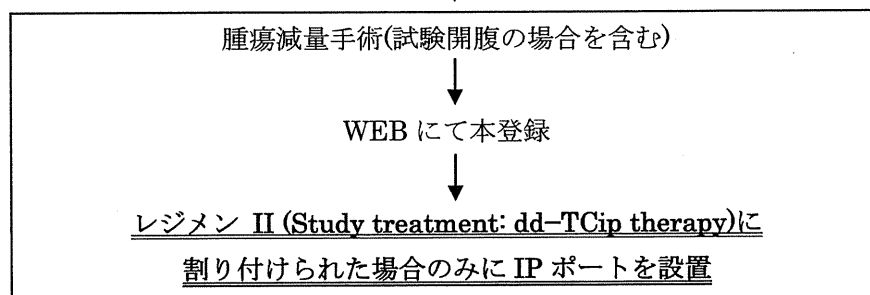 腫瘍減量手術(試験開腹の場合を含む)
WEB にて本登録
レジメン II (Study treatment: dd–TCip therapy)に
割り付けられた場合のみに IP ポートを設置